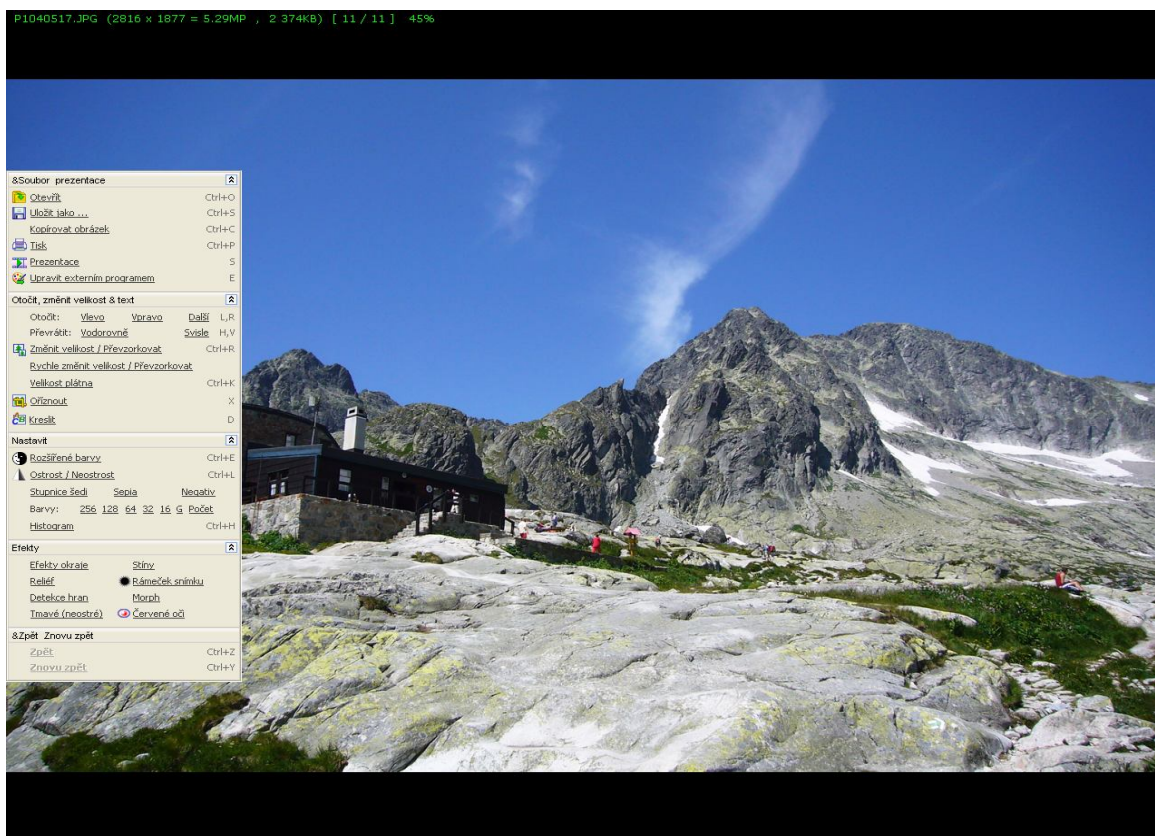 P1040517.JPG (2816 x 1877 = 5.29MP , 2 374KB) [ 11 / 11 ] 45%
&Soubor prezentace
Otevřít Ctrl+O
Uložit jako ... Ctrl+S
Kopírovat obrázek Ctrl+C
Tisk Ctrl+P
Prezentace S
Upravit externím programem E
Otočit, změnit velikost & text
Otočit: Vlevo Vpravo Další L,R
Převrátit: Vodorovně Svisle H,V
Změnit velikost / Převzorkovat Ctrl+R
Rychle změnit velikost / Převzorkovat
Velikost plátna Ctrl+K
Oříznout X
Kreslit D
Nastavit
Rozšířené barvy Ctrl+E
Ostrost / Neostrost Ctrl+L
Stupnice šedi Sepia Negativ
Barvy: 256 128 64 32 16 G Počet
Histogram Ctrl+H
Efekty
Efekty okraje Stíny
Reliéf Rámeček snímku
Detekce hran Morph
Tmavé (neostré) Červené oči
&Zpět Znovu zpět
Zpět Ctrl+Z
Znovu zpět Ctrl+Y